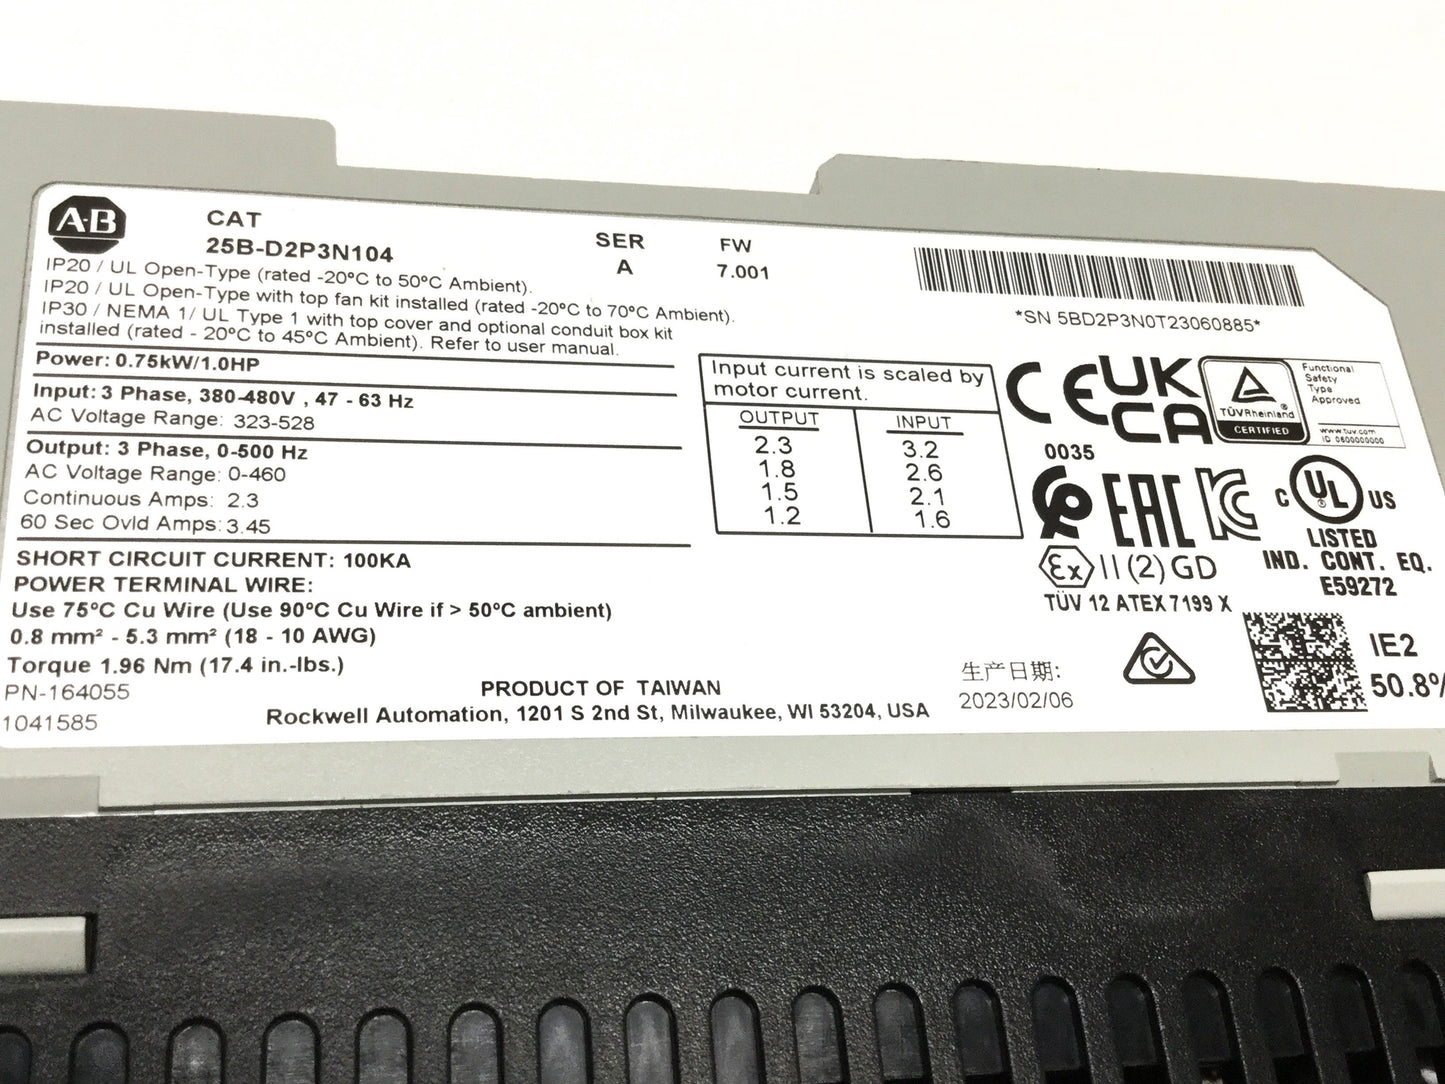 A-B
CAT
25B-D2P3N104
SER
A
FW
7.001
IP20 / UL Open-Type (rated -20°C to 50°C Ambient).
IP20 / UL Open-Type with top fan kit installed (rated -20°C to 70°C Ambient).
IP30 / NEMA 1/ UL Type 1 with top cover and optional conduit box kit
installed (rated - 20°C to 45°C Ambient). Refer to user manual.
*SN 5BD2P3N0T23060885*
Power: 0.75kW/1.0HP
Input: 3 Phase, 380-480V , 47 - 63 Hz
AC Voltage Range: 323-528
Output: 3 Phase, 0-500 Hz
AC Voltage Range: 0-460
Continuous Amps: 2.3
60 Sec Ovld Amps: 3.45
SHORT CIRCUIT CURRENT: 100KA
POWER TERMINAL WIRE:
Use 75°C Cu Wire (Use 90°C Cu Wire if > 50°C ambient)
0.8 mm² - 5.3 mm² (18 - 10 AWG)
Torque 1.96 Nm (17.4 in.-lbs.)
PN-164055
1041585
PRODUCT OF TAIWAN
Rockwell Automation, 1201 S 2nd St, Milwaukee, WI 53204, USA
Input current is scaled by
motor current.
OUTPUT INPUT
2.3 3.2
1.8 2.6
1.5 2.1
1.2 1.6
CE
0035
UK
CA
TÜVRheinland®
CERTIFIED
Functional
Safety
Type
Approved
www.tuv.com
ID 0600000000
EAC
KC
C UL® US
LISTED
IND. CONT. EQ.
E59272
Ex II (2) GD
TÜV 12 ATEX 7199 X
生产日期:
2023/02/06
IE2
50.8%